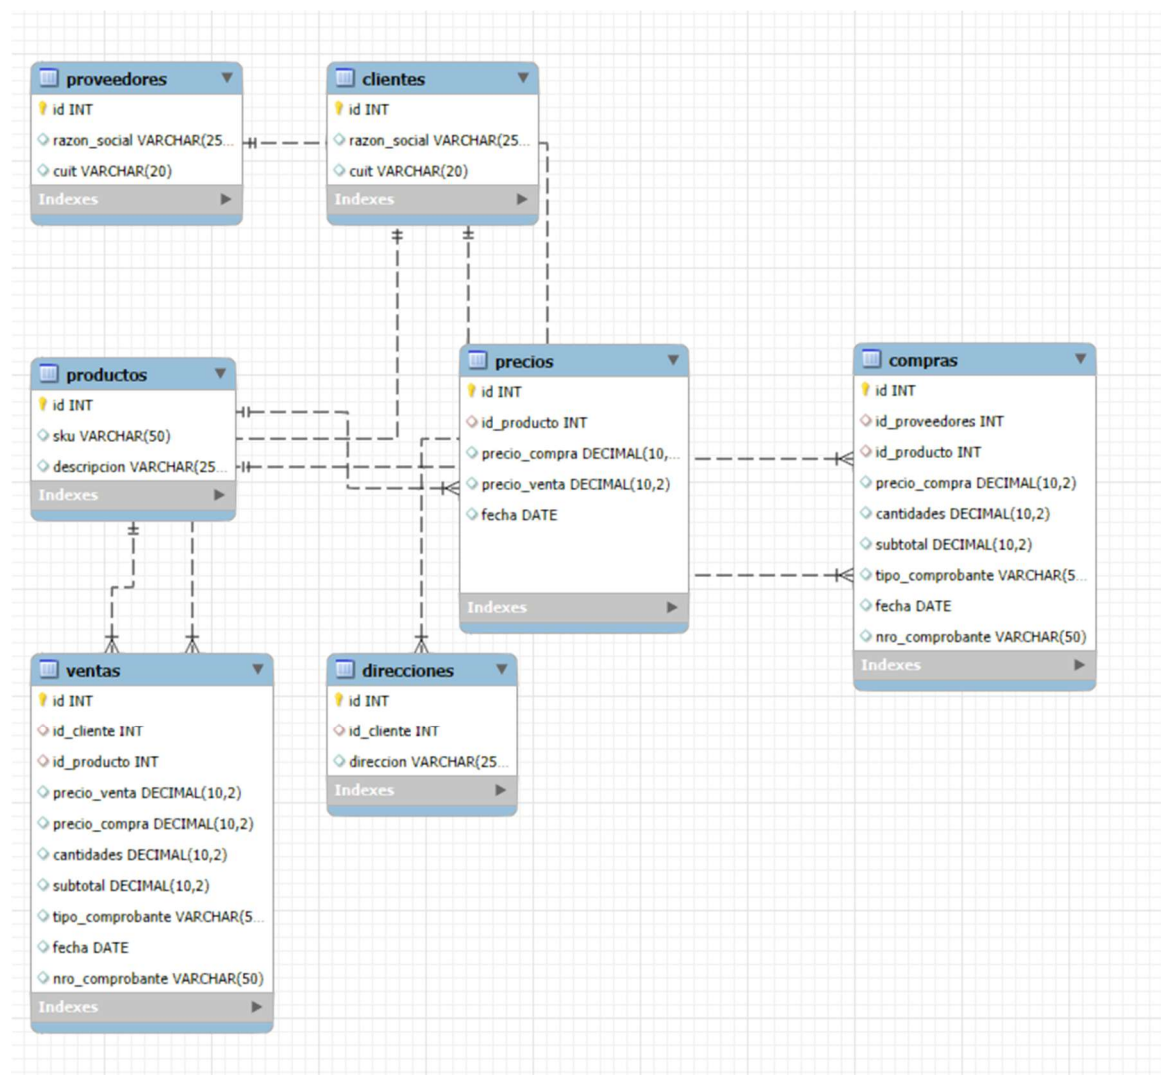 proveedores
id INT
razon_social VARCHAR(25...
cuit VARCHAR(20)
Indexes
clientes
id INT
razon_social VARCHAR(25...
cuit VARCHAR(20)
Indexes
productos
id INT
sku VARCHAR(50)
descripcion VARCHAR(25...
Indexes
precios
id INT
id_producto INT
precio_compra DECIMAL(10,...
precio_venta DECIMAL(10,2)
fecha DATE
Indexes
compras
id INT
id_proveedores INT
id_producto INT
precio_compra DECIMAL(10,2)
cantidades DECIMAL(10,2)
subtotal DECIMAL(10,2)
tipo_comprobante VARCHAR(5...
fecha DATE
nro_comprobante VARCHAR(50)
Indexes
ventas
id INT
id_cliente INT
id_producto INT
precio_venta DECIMAL(10,2)
precio_compra DECIMAL(10,2)
cantidades DECIMAL(10,2)
subtotal DECIMAL(10,2)
tipo_comprobante VARCHAR(5...
fecha DATE
nro_comprobante VARCHAR(50)
Indexes
direcciones
id INT
id_cliente INT
direccion VARCHAR(25...
Indexes